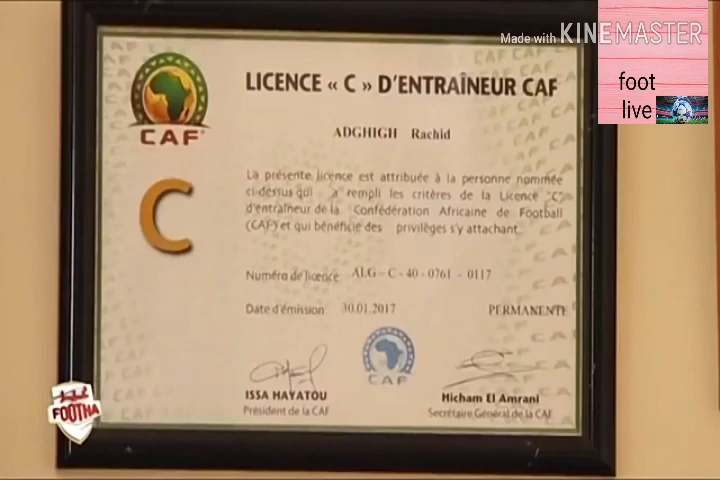 Made with KINEMASTER
foot
live
CAF
LICENCE « C » D'ENTRAÎNEUR CAF
ADGHIGH Rachid
C
La présente licence est attribuée à la personne nommée
ci-dessus qui a rempli les critères de la Licence "C"
d'entraîneur de la Confédération Africaine de Football
(CAF) et qui bénéficie des privilèges s'y attachant.
Numéro de licence ALG - C - 40 - 0761 - 0117
Date d'émission 30.01.2017 PERMANENTE
CAF
ISSA HAYATOU
Président de la CAF
Hicham El Amrani
Secrétaire Général de la CAF
FOOTHA